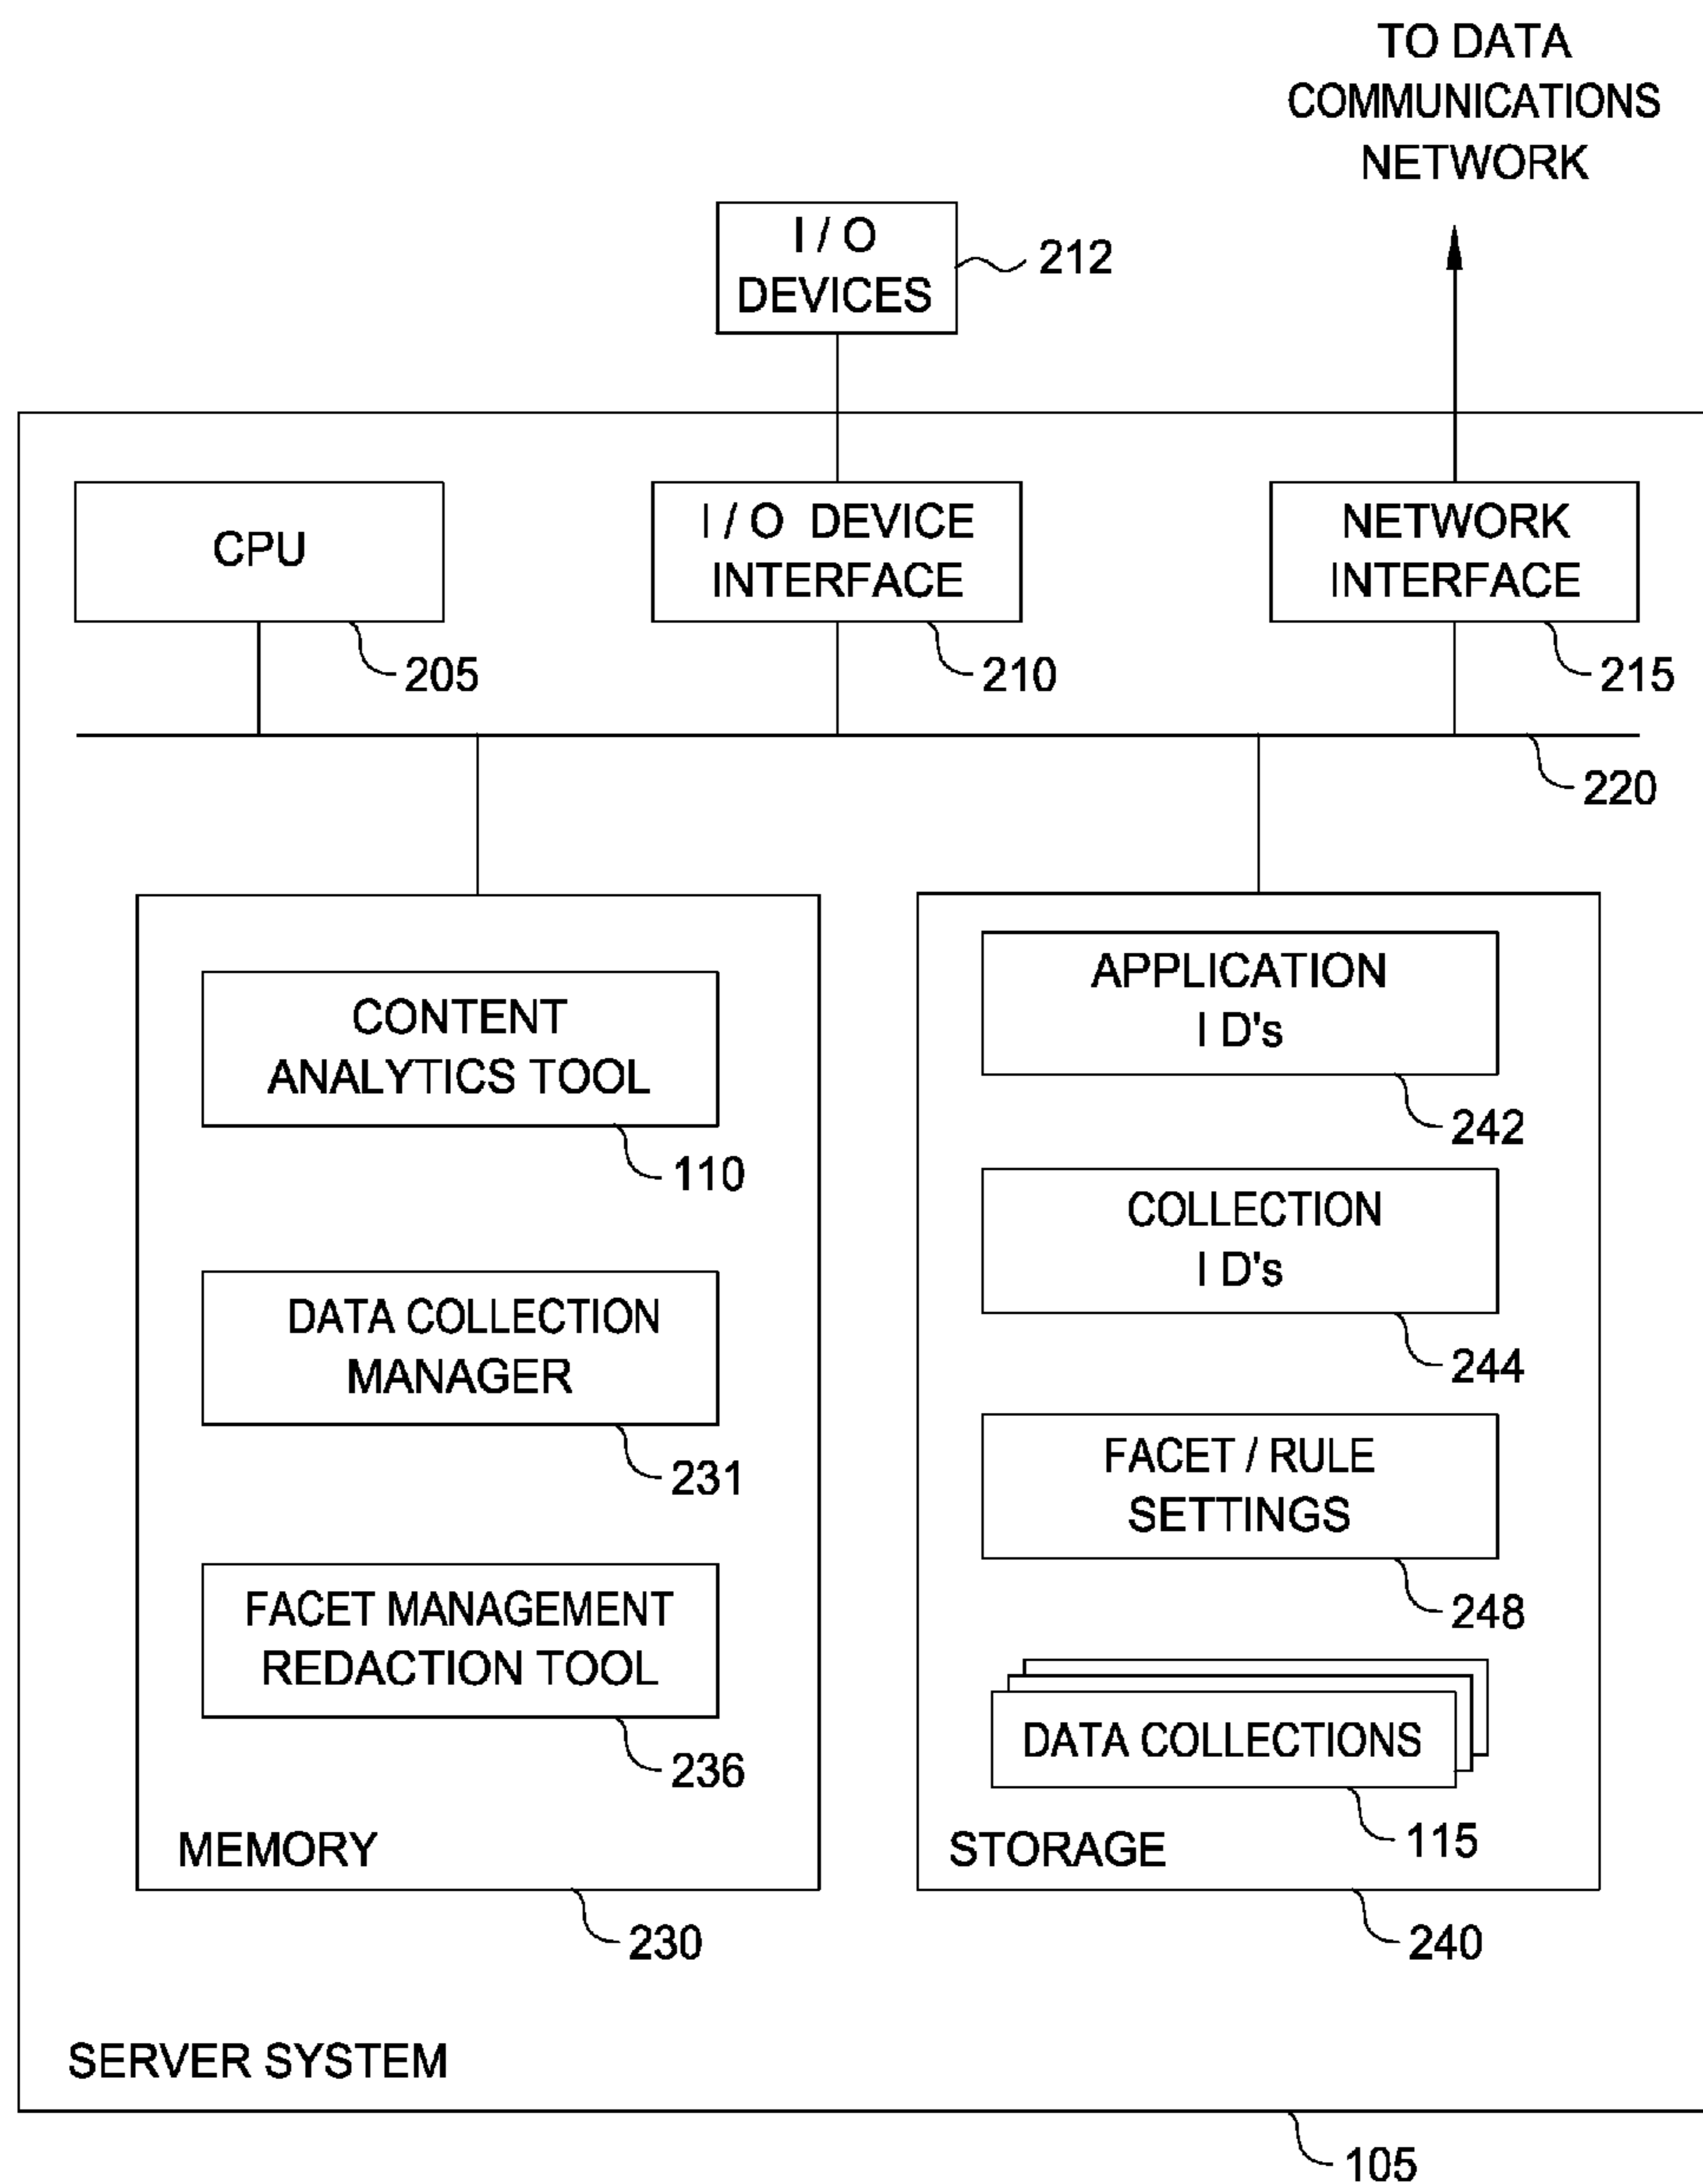 TO DATA
COMMUNICATIONS
NETWORK
I / O
DEVICES
212
CPU
205
I / O DEVICE
INTERFACE
210
NETWORK
INTERFACE
215
220
CONTENT
ANALYTICS TOOL
110
DATA COLLECTION
MANAGER
231
FACET MANAGEMENT
REDACTION TOOL
236
MEMORY
230
APPLICATION
I D's
242
COLLECTION
I D's
244
FACET / RULE
SETTINGS
248
DATA COLLECTIONS
115
STORAGE
240
SERVER SYSTEM
105